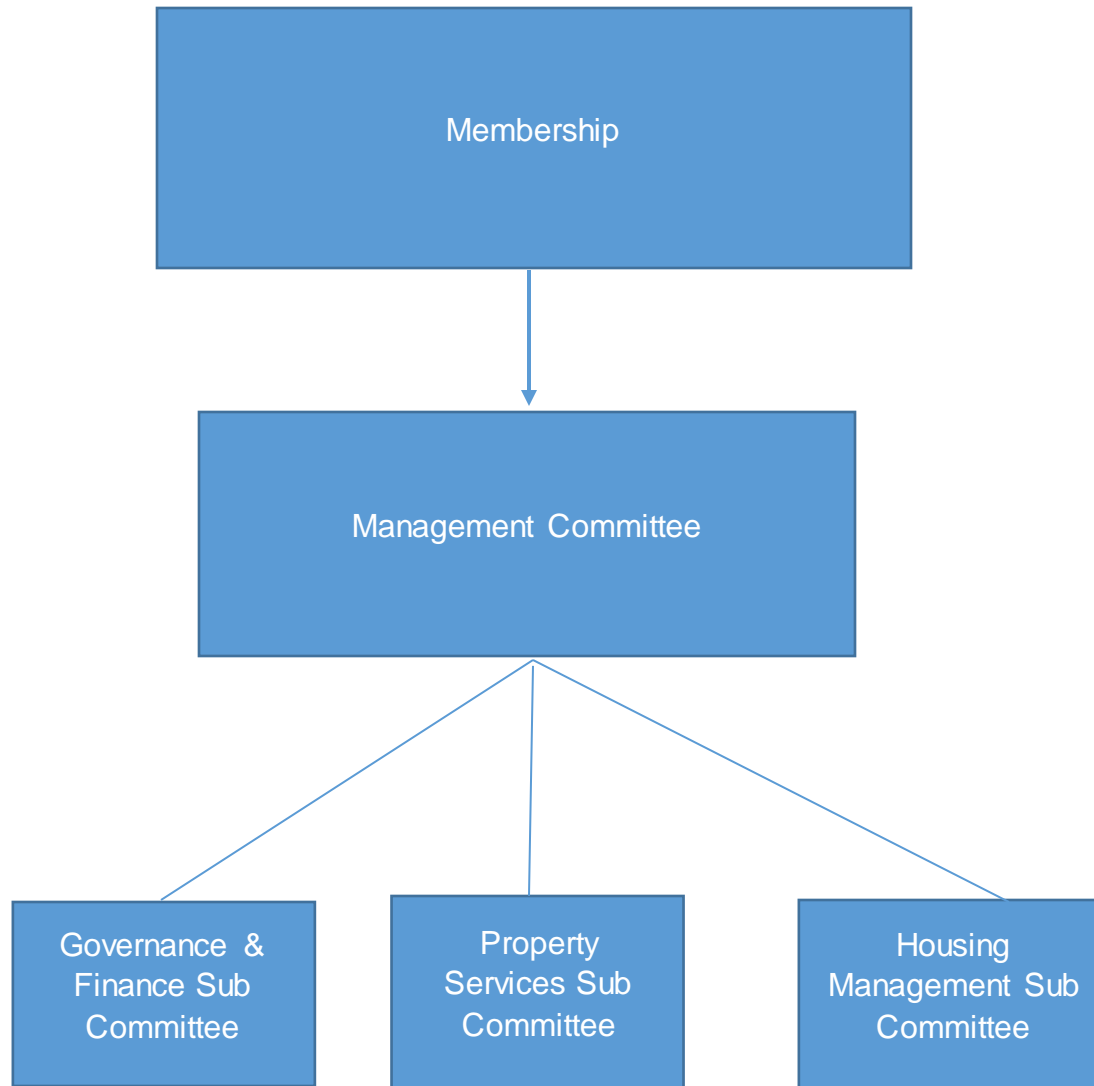 Membership
Management Committee
Governance &
Finance Sub
Committee
Property
Services Sub
Committee
Housing
Management Sub
Committee